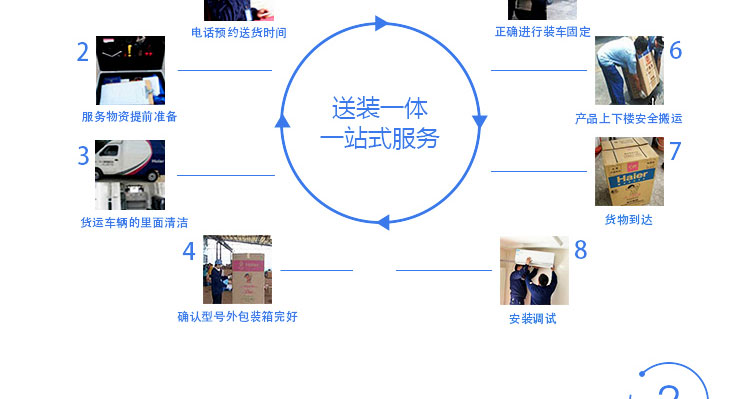 电话预约送货时间
正确进行装车固定
2
服务物资提前准备
6
产品上下楼安全搬运
送装一体
一站式服务
3
Haier
货运车辆的里面清洁
7
Haier
货物到达
4
确认型号外包装箱完好
8
安装调试
2